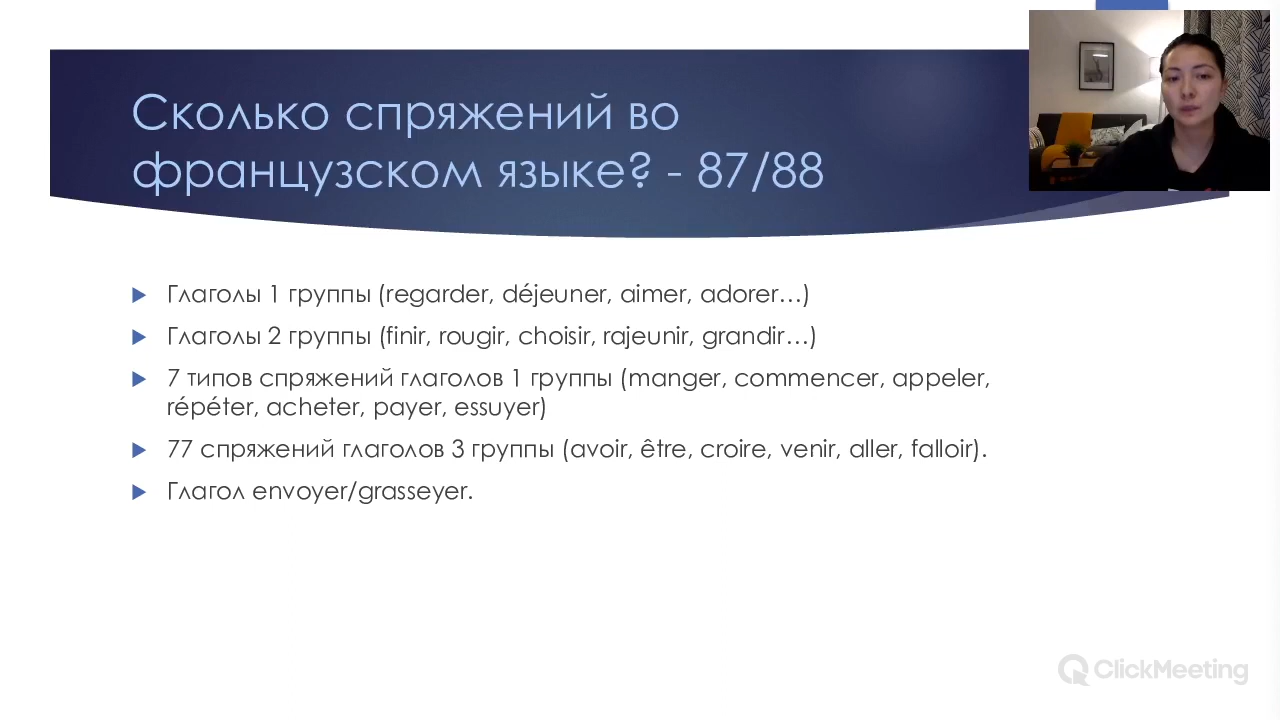 Сколько спряжений во
французском языке? - 87/88
Глаголы 1 группы (regarder, déjeuner, aimer, adorer…)
Глаголы 2 группы (finir, rougir, choisir, rajeunir, grandir…)
7 типов спряжений глаголов 1 группы (manger, commencer, appeler,
répéter, acheter, payer, essuyer)
77 спряжений глаголов 3 группы (avoir, être, croire, venir, aller, falloir).
Глагол envoyer/grasseyer.
ClickMeeting